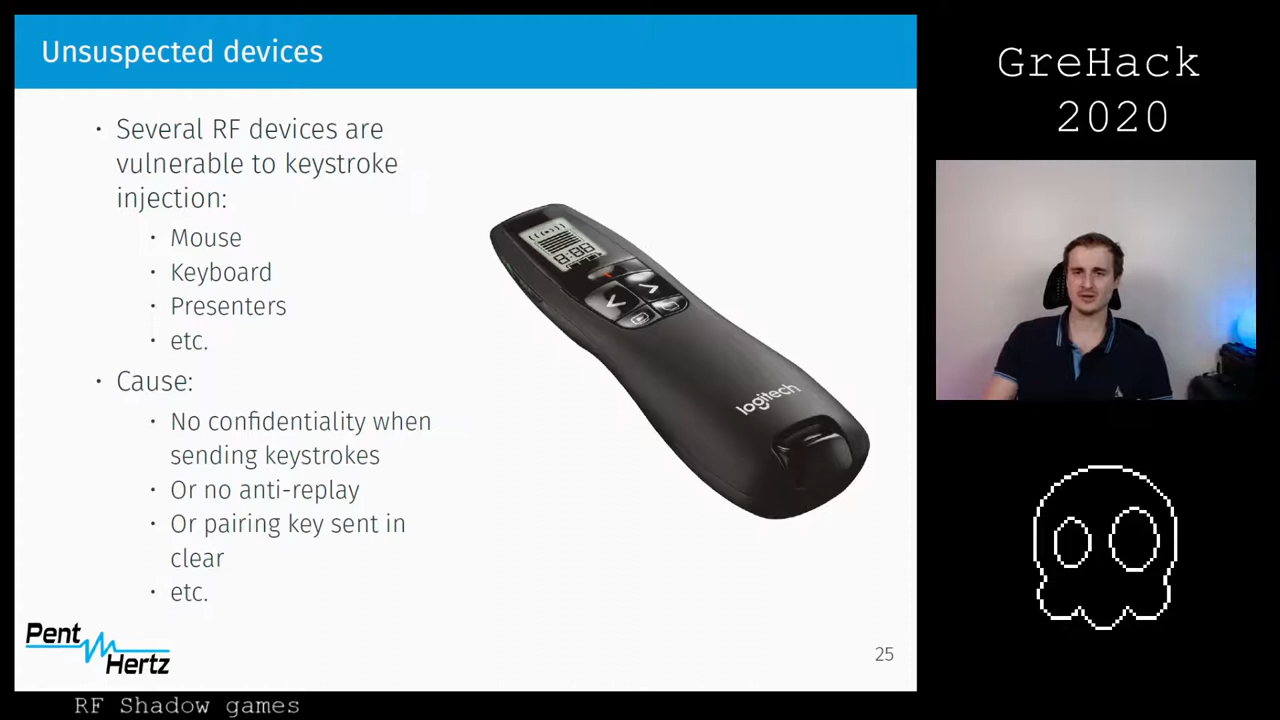 Unsuspected devices
• Several RF devices are
vulnerable to keystroke
injection:
• Mouse
• Keyboard
• Presenters
• etc.
• Cause:
• No confidentiality when
sending keystrokes
• Or no anti-replay
• Or pairing key sent in
clear
• etc.
logitech
Pent
Hertz
25
RF Shadow games
GreHack
2020